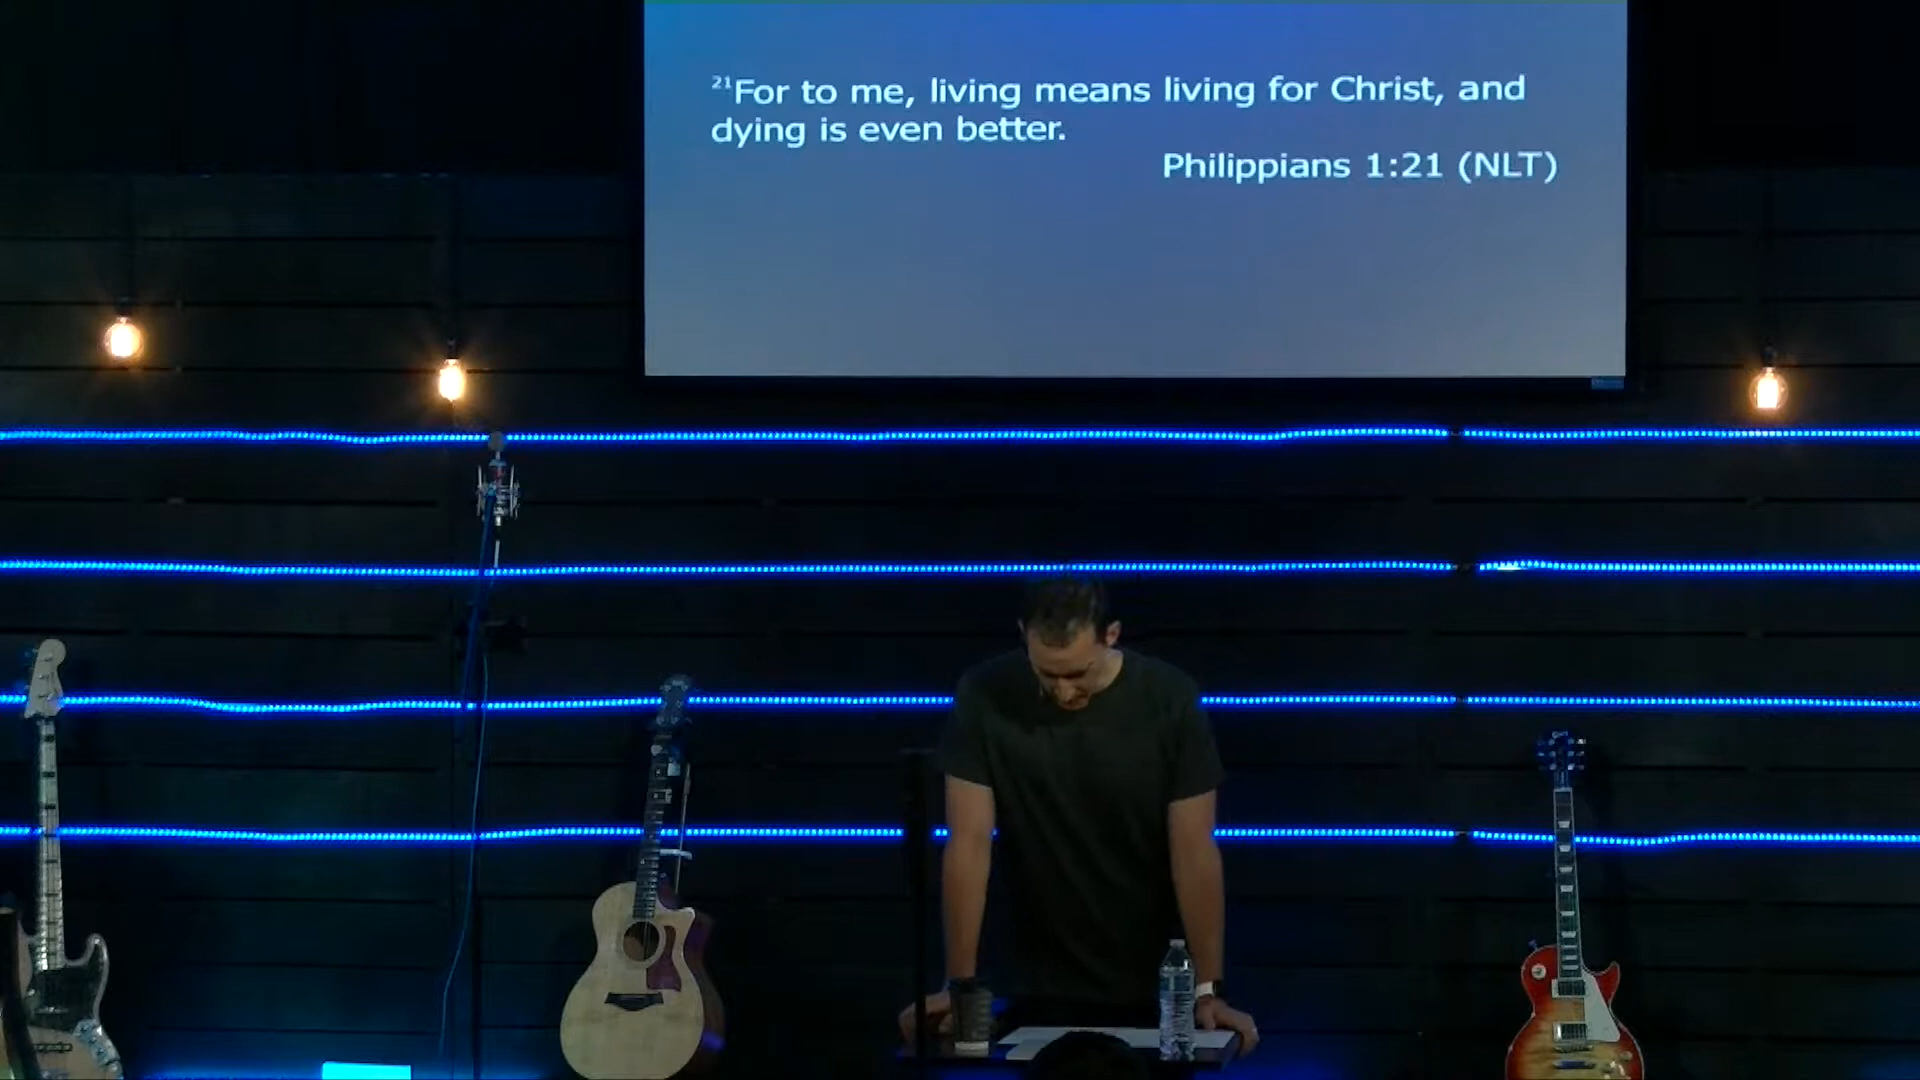 ²¹For to me, living means living for Christ, and
dying is even better.
Philippians 1:21 (NLT)